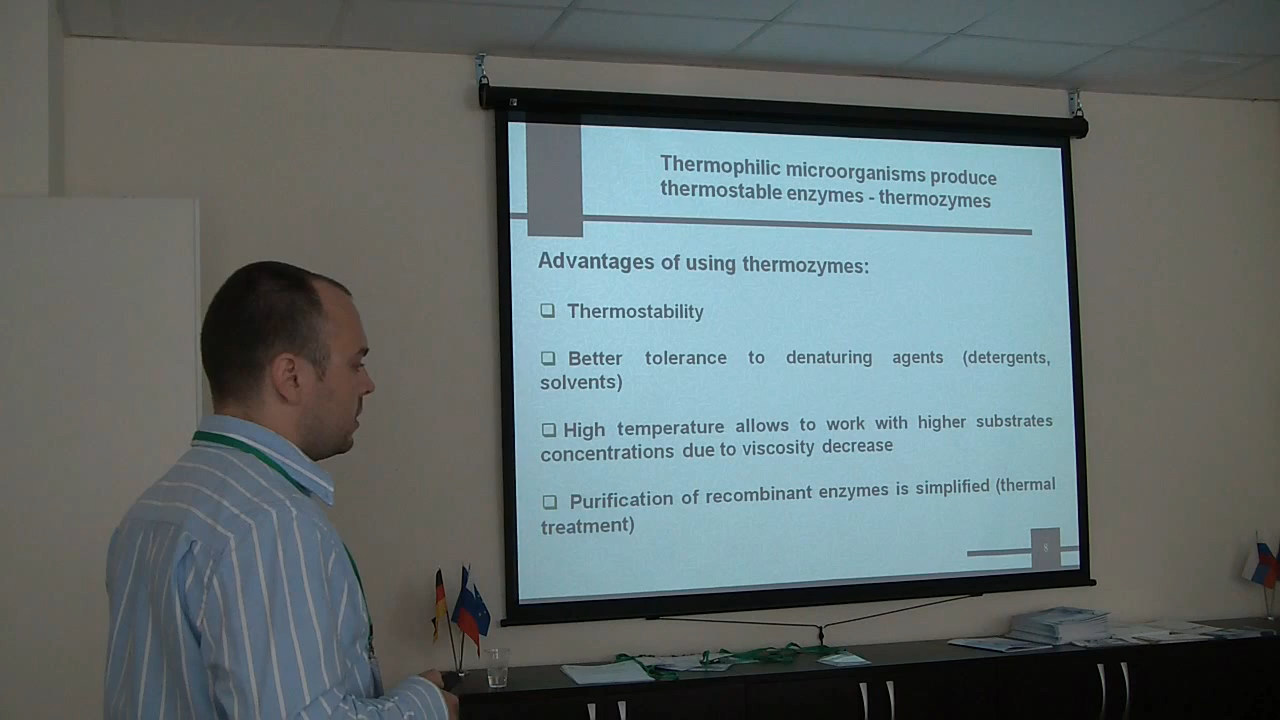 Thermophilic microorganisms produce
thermostable enzymes - thermozymes
Advantages of using thermozymes:
❑ Thermostability
❑ Better tolerance to denaturing agents (detergents,
solvents)
❑ High temperature allows to work with higher substrates
concentrations due to viscosity decrease
❑ Purification of recombinant enzymes is simplified (thermal
treatment)
8